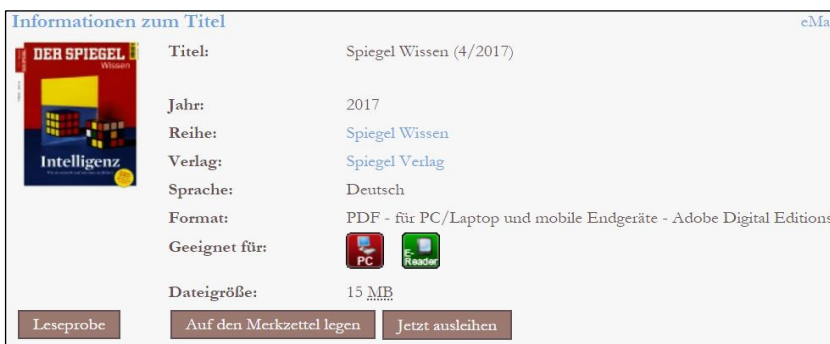 Informationen zum Titel
eMa
DER SPIEGEL
Wissen
Intelligenz
Titel: Spiegel Wissen (4/2017)
Jahr: 2017
Reihe: Spiegel Wissen
Verlag: Spiegel Verlag
Sprache: Deutsch
Format: PDF - für PC/Laptop und mobile Endgeräte - Adobe Digital Editions
Geeignet für:
PC
E-Reader
Dateigröße: 15 MB
Leseprobe
Auf den Merkzettel legen
Jetzt ausleihen